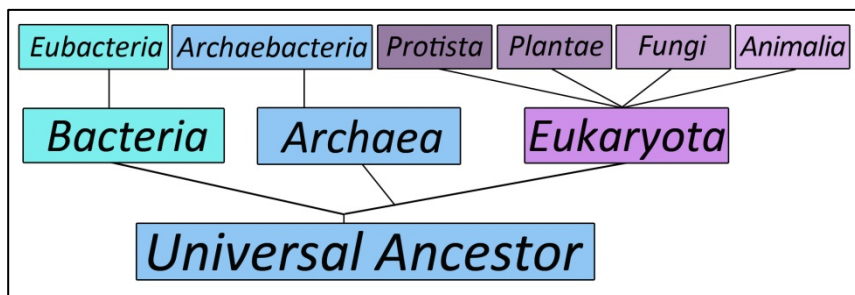 Eubacteria
Archaebacteria
Protista
Plantae
Fungi
Animalia
Bacteria
Archaea
Eukaryota
Universal Ancestor